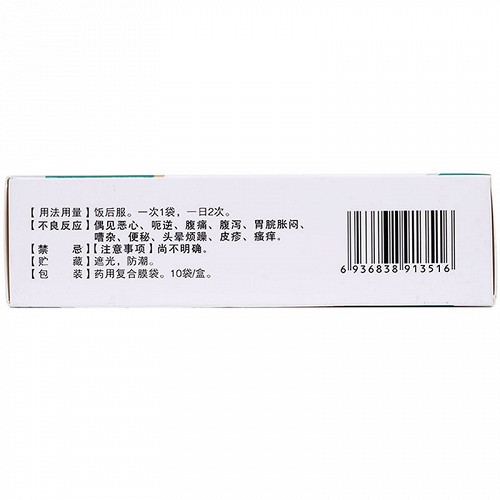 【用法用量】饭后服。一次1袋，一日2次。
【不良反应】偶见恶心、呃逆、腹痛、腹泻、胃脘胀闷、
嘈杂、便秘、头晕烦躁、皮疹、瘙痒。
【禁 忌】【注意事项】尚不明确。
【贮 藏】遮光，防潮。
【包 装】药用复合膜袋。10袋/盒。
6 936838 913516